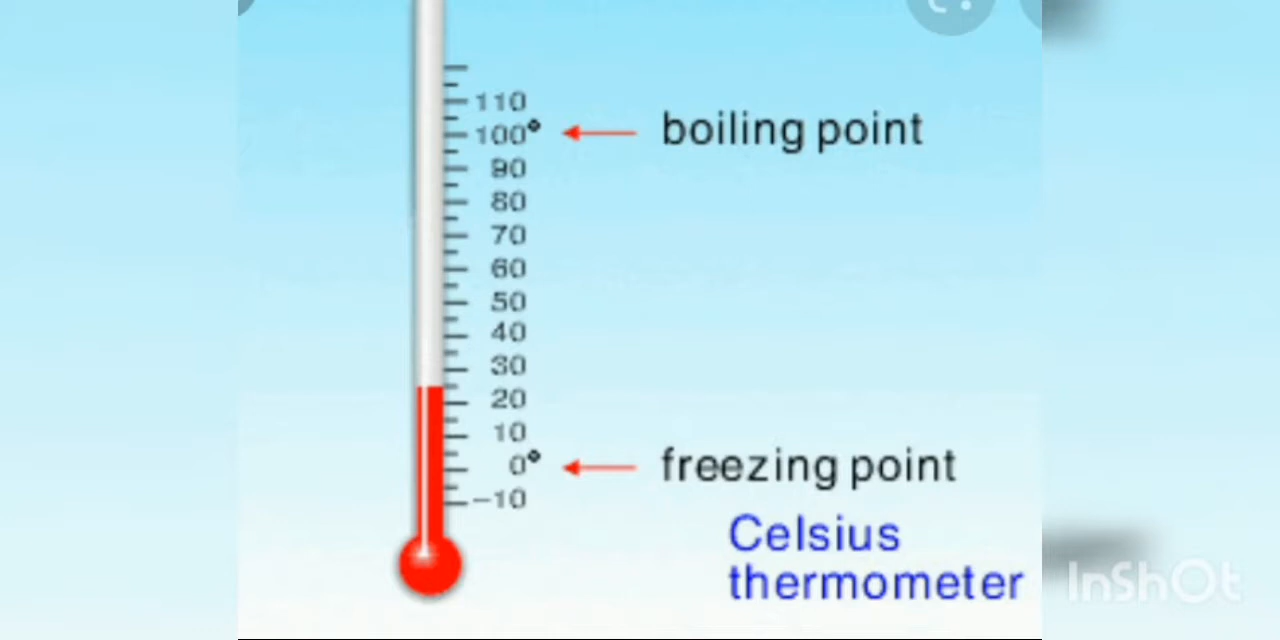 110
100° boiling point
90
80
70
60
50
40
30
20
10
0° freezing point
−10
Celsius
thermometer
InShOt